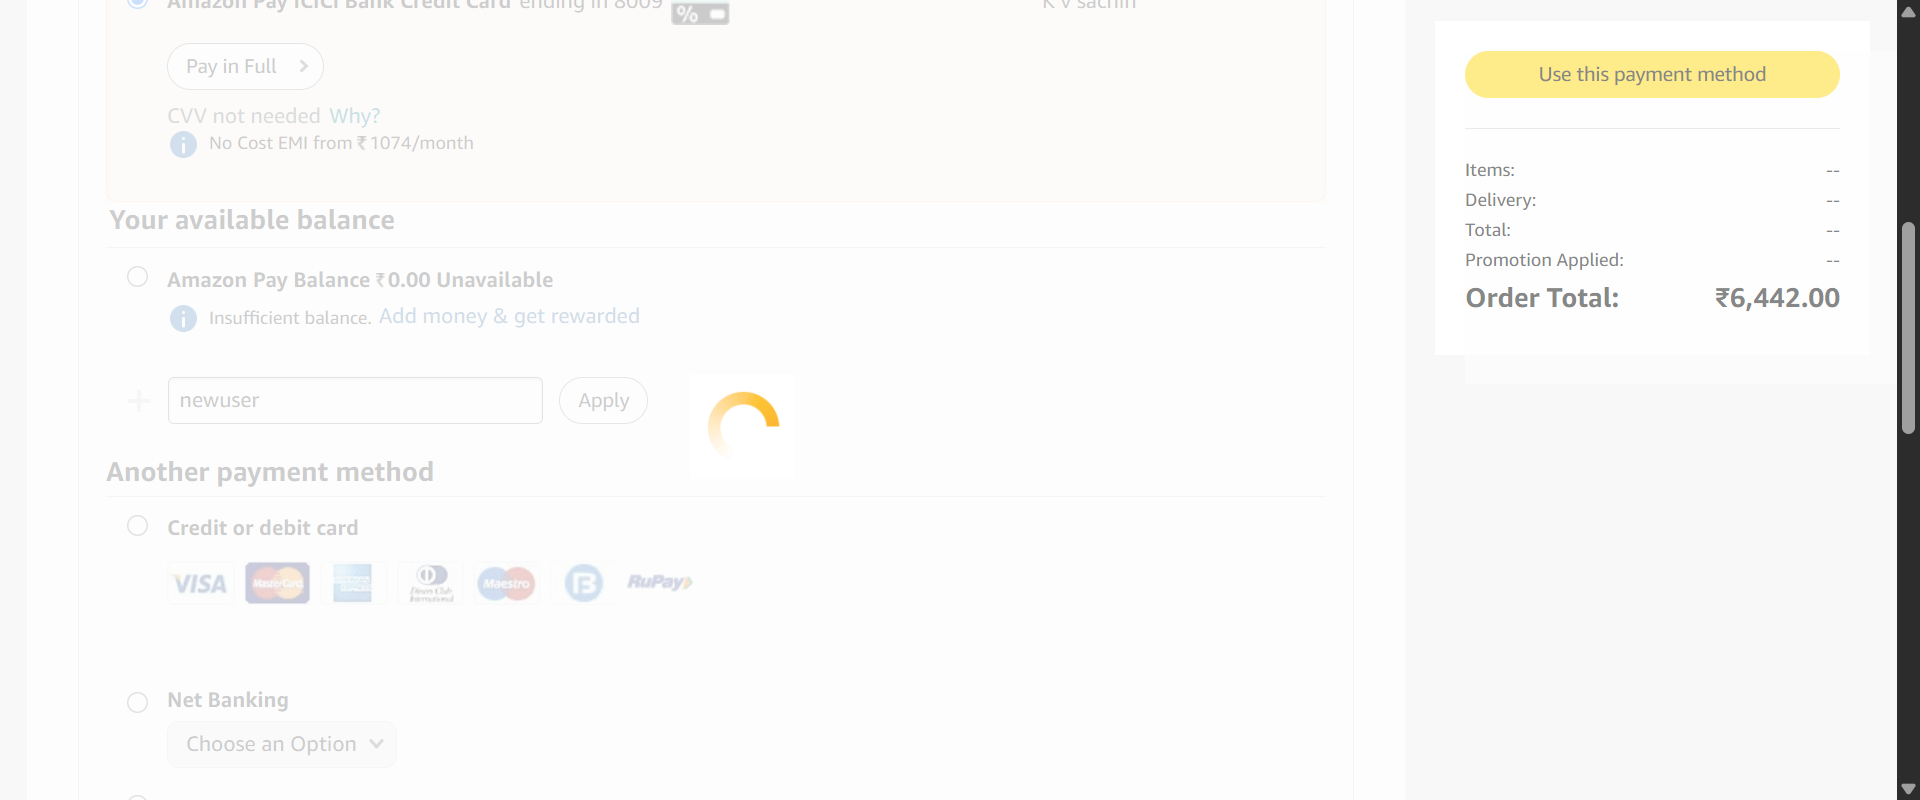 Amazon Pay ICICI Bank Credit Card ending in 8009 % K V sachin
Pay in Full
CVV not needed Why?
No Cost EMI from ₹1074/month
Your available balance
Amazon Pay Balance ₹0.00 Unavailable
Insufficient balance. Add money & get rewarded
newuser Apply
Another payment method
Credit or debit card
VISA MasterCard AMERICAN EXPRESS Diners Club International Maestro B RuPay
Net Banking
Choose an Option
Use this payment method
Items: --
Delivery: --
Total: --
Promotion Applied: --
Order Total: ₹6,442.00